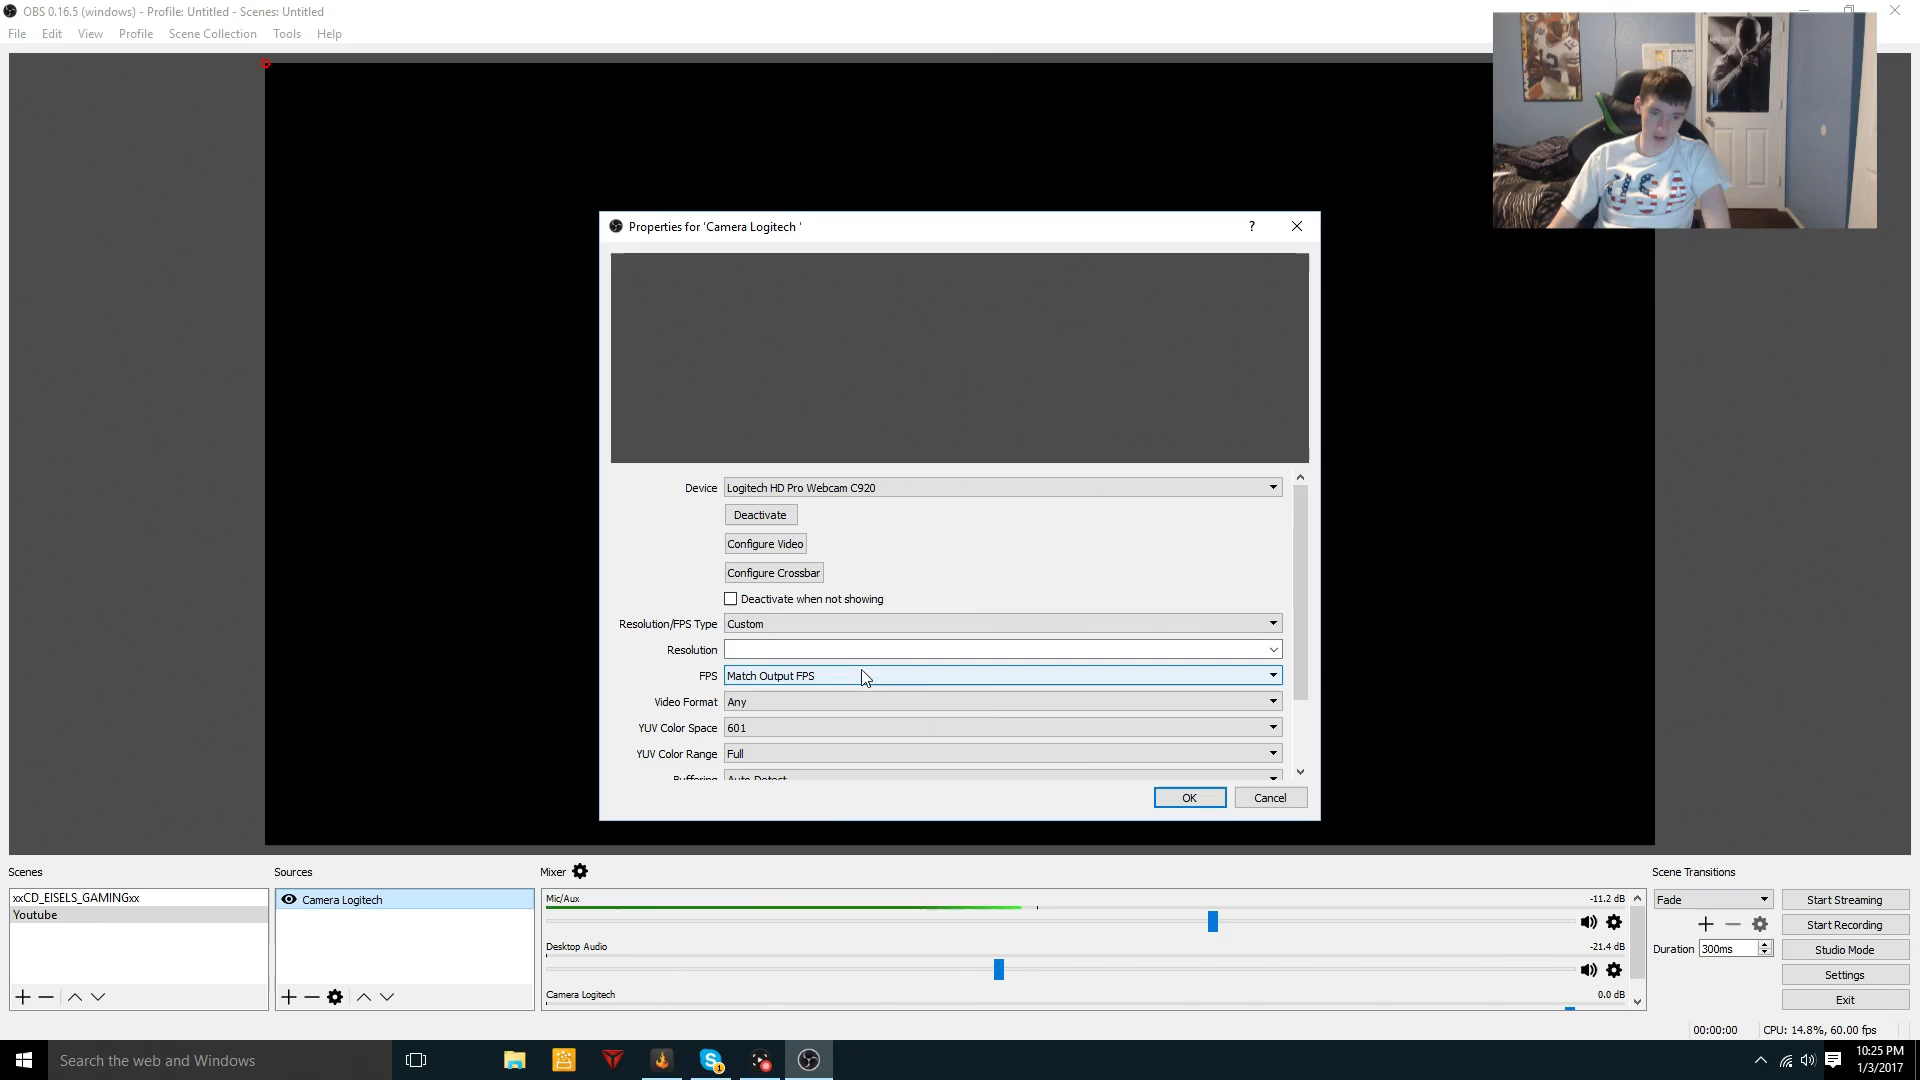 OBS 0.16.5 (windows) - Profile: Untitled - Scenes: Untitled
File Edit View Profile Scene Collection Tools Help
USA
Properties for 'Camera Logitech '
?
Device Logitech HD Pro Webcam C920
Deactivate
Configure Video
Configure Crossbar
Deactivate when not showing
Resolution/FPS Type Custom
Resolution
FPS Match Output FPS
Video Format Any
YUV Color Space 601
YUV Color Range Full
Buffering Auto Detect
OK Cancel
Scenes
xxCD_EISELS_GAMINGxx
Youtube
Sources
Camera Logitech
Mixer
Mic/Aux -11.2 dB
Desktop Audio -21.4 dB
Camera Logitech 0.0 dB
Scene Transitions
Fade
Duration 300ms
Start Streaming
Start Recording
Studio Mode
Settings
Exit
00:00:00 CPU: 14.8%, 60.00 fps
Search the web and Windows
1
10:25 PM
1/3/2017